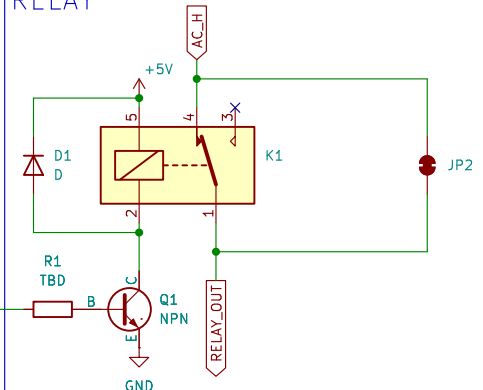 RELAY
AC_H
+5V
5
4
3
D1
D
K1
JP2
2
1
R1
TBD
B
C
Q1
NPN
E
RELAY_OUT
GND